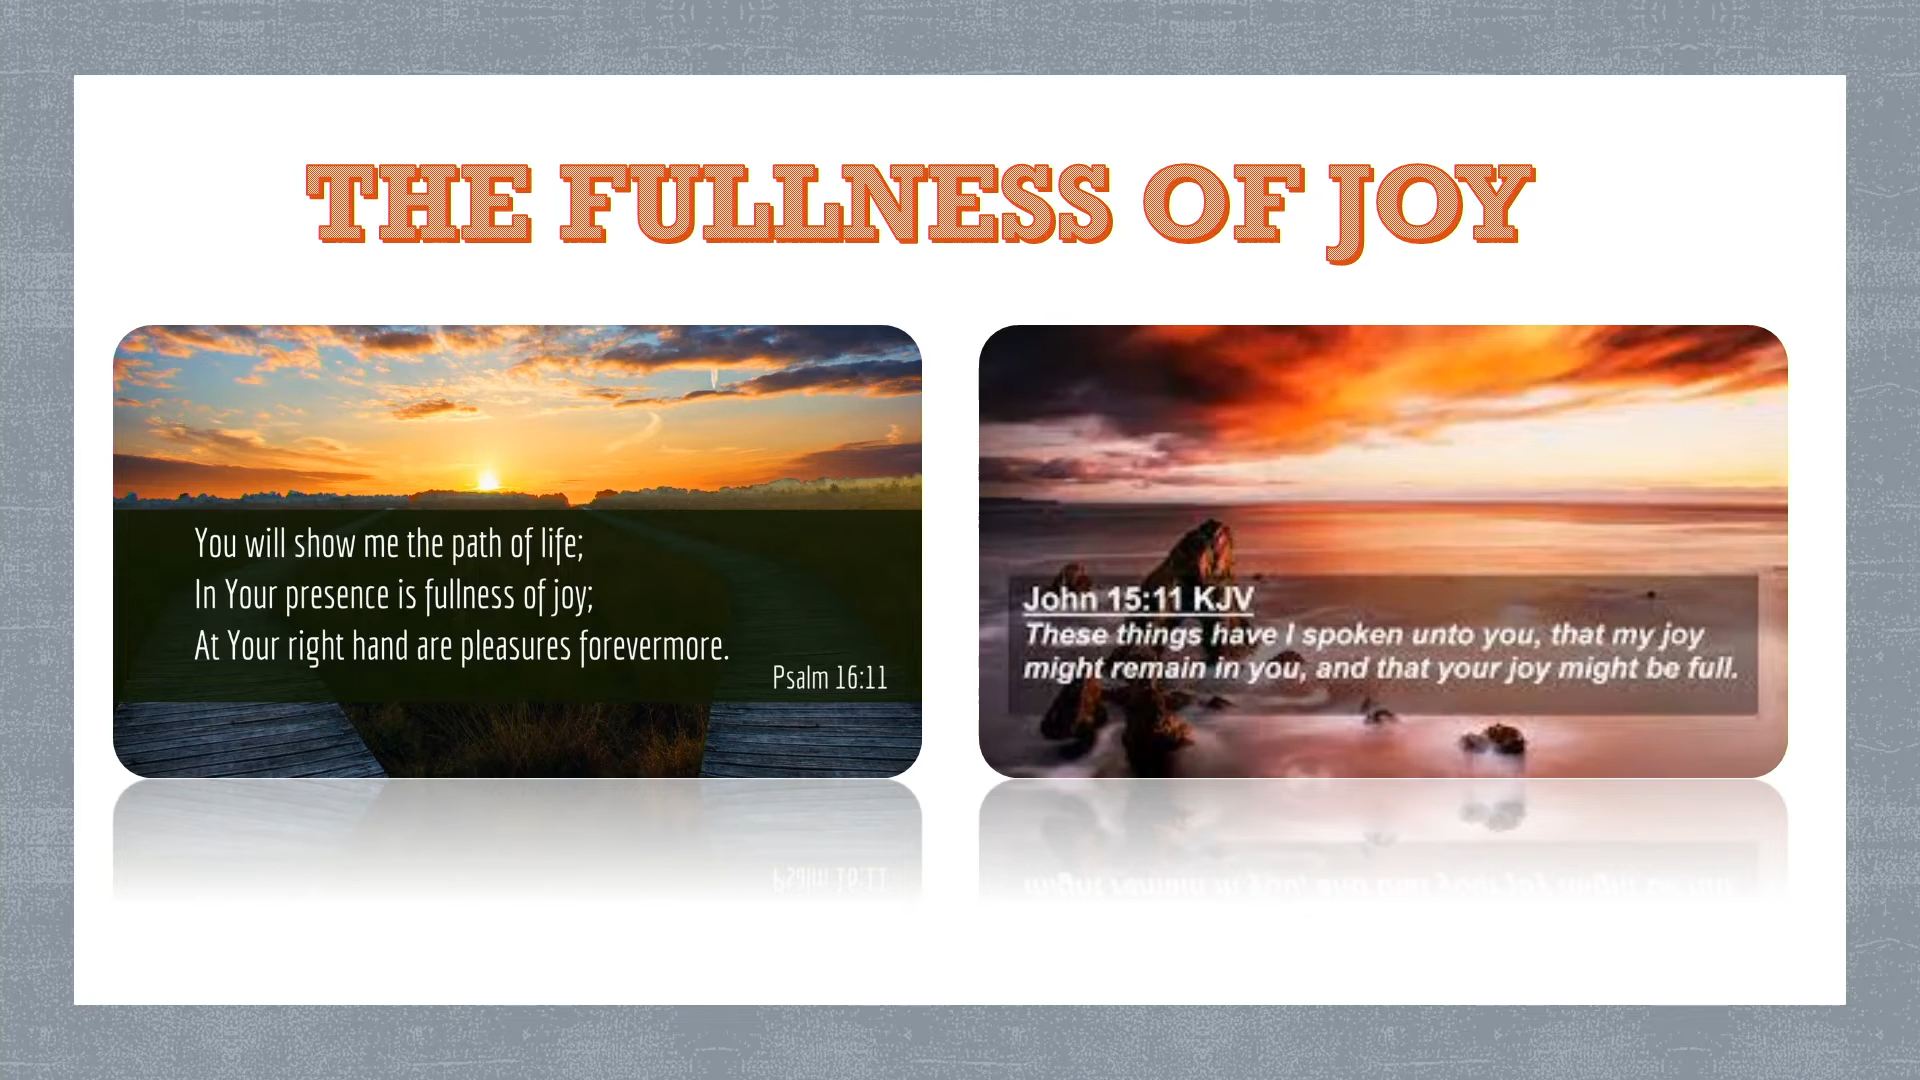 THE FULLNESS OF JOY
You will show me the path of life;
In Your presence is fullness of joy;
At Your right hand are pleasures forevermore.
Psalm 16:11
John 15:11 KJV
These things have I spoken unto you, that my joy
might remain in you, and that your joy might be full.